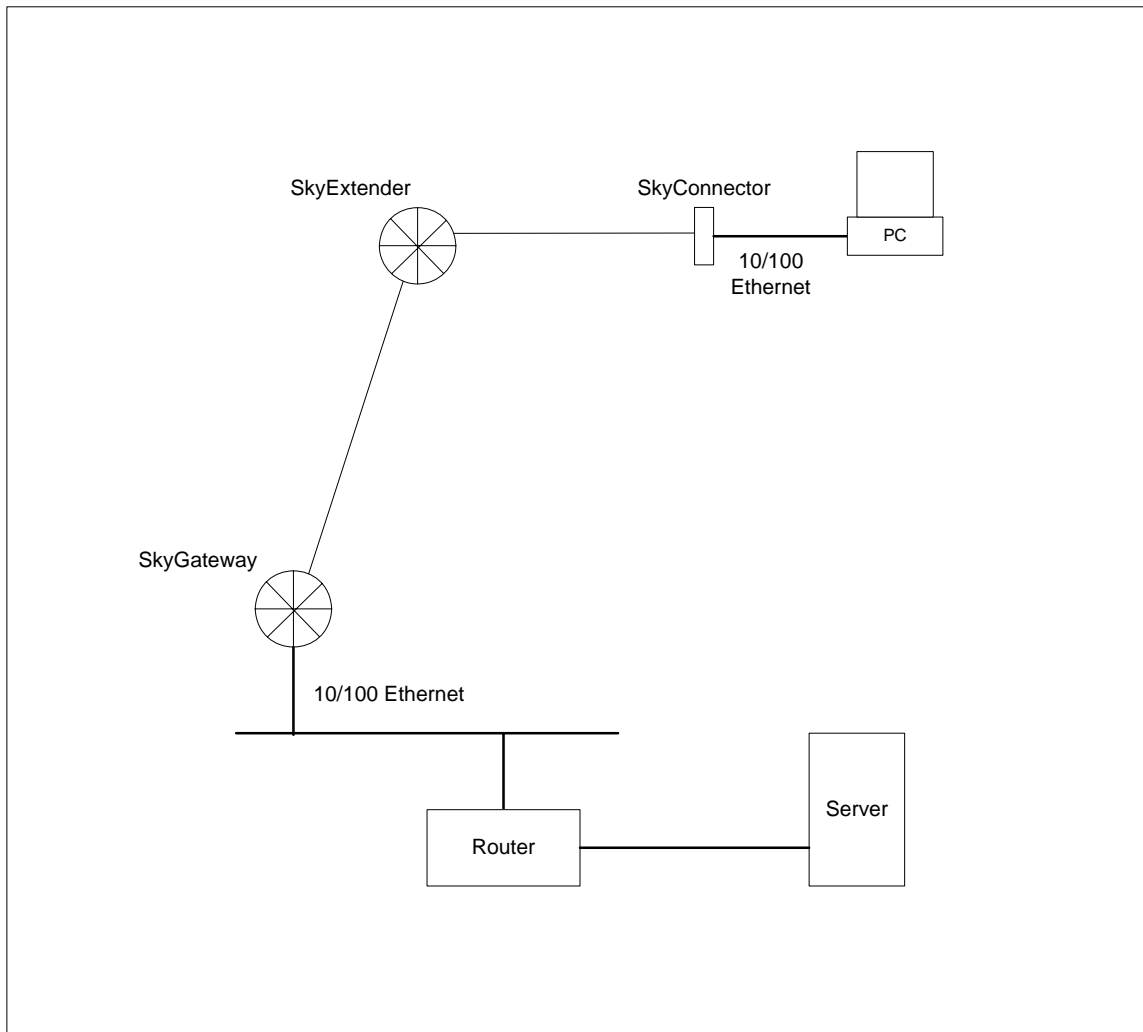 SkyExtender
SkyConnector
PC
10/100
Ethernet
SkyGateway
10/100 Ethernet
Server
Router